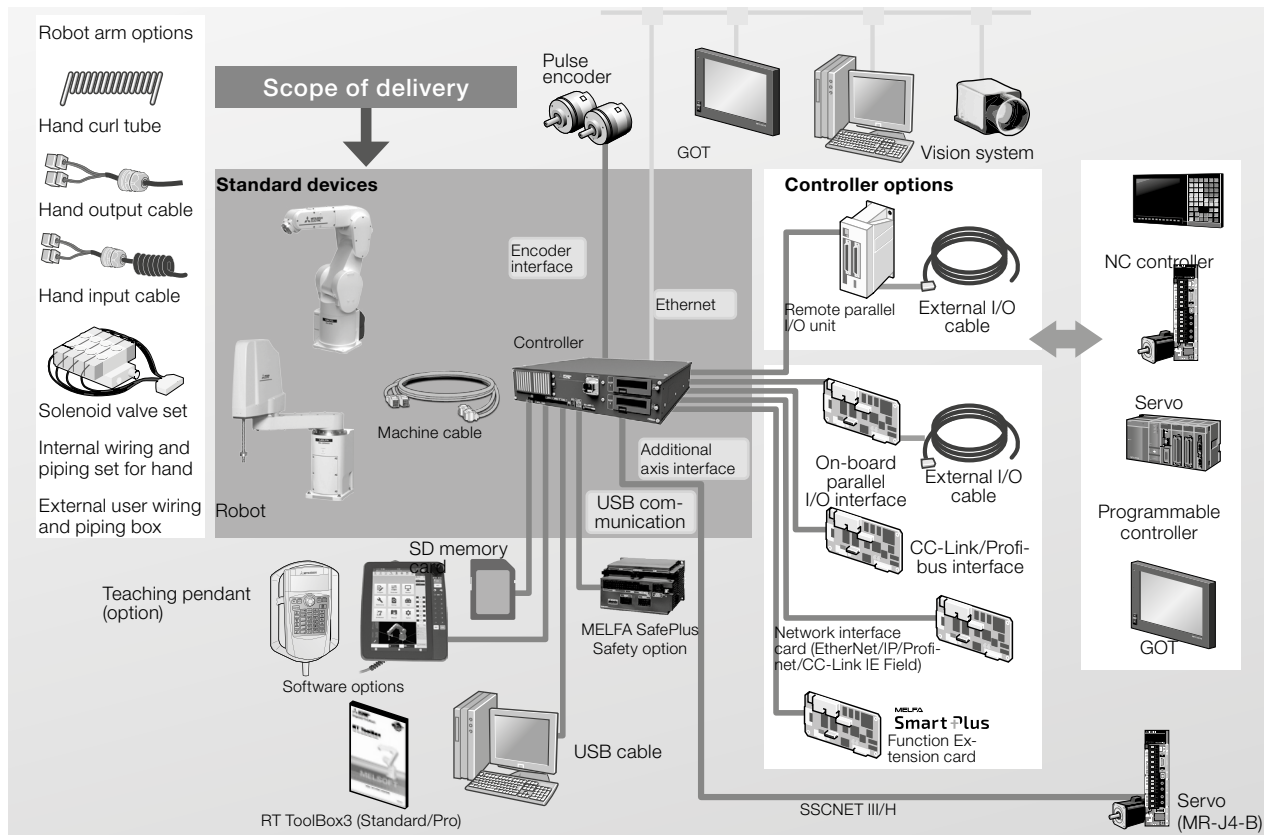 Robot arm options
Hand curl tube
Hand output cable
Hand input cable
Solenoid valve set
Internal wiring and
piping set for hand
External user wiring
and piping box
Scope of delivery
Pulse
encoder
GOT
Vision system
Standard devices
Encoder
interface
Ethernet
Controller
Machine cable
Additional
axis interface
USB com-
munication
Robot
Controller options
Remote parallel
I/O unit
External I/O
cable
On-board
parallel
I/O interface
External I/O
cable
CC-Link/Profi-
bus interface
Network interface
card (EtherNet/IP/Profi-
net/CC-Link IE Field)
MELFA
Smart Plus
Function Ex-
tension card
NC controller
Servo
Programmable
controller
GOT
Teaching pendant
(option)
SD memory
card
MELFA SafePlus
Safety option
Software options
RT ToolBox3 (Standard/Pro)
USB cable
SSCNET III/H
Servo
(MR-J4-B)